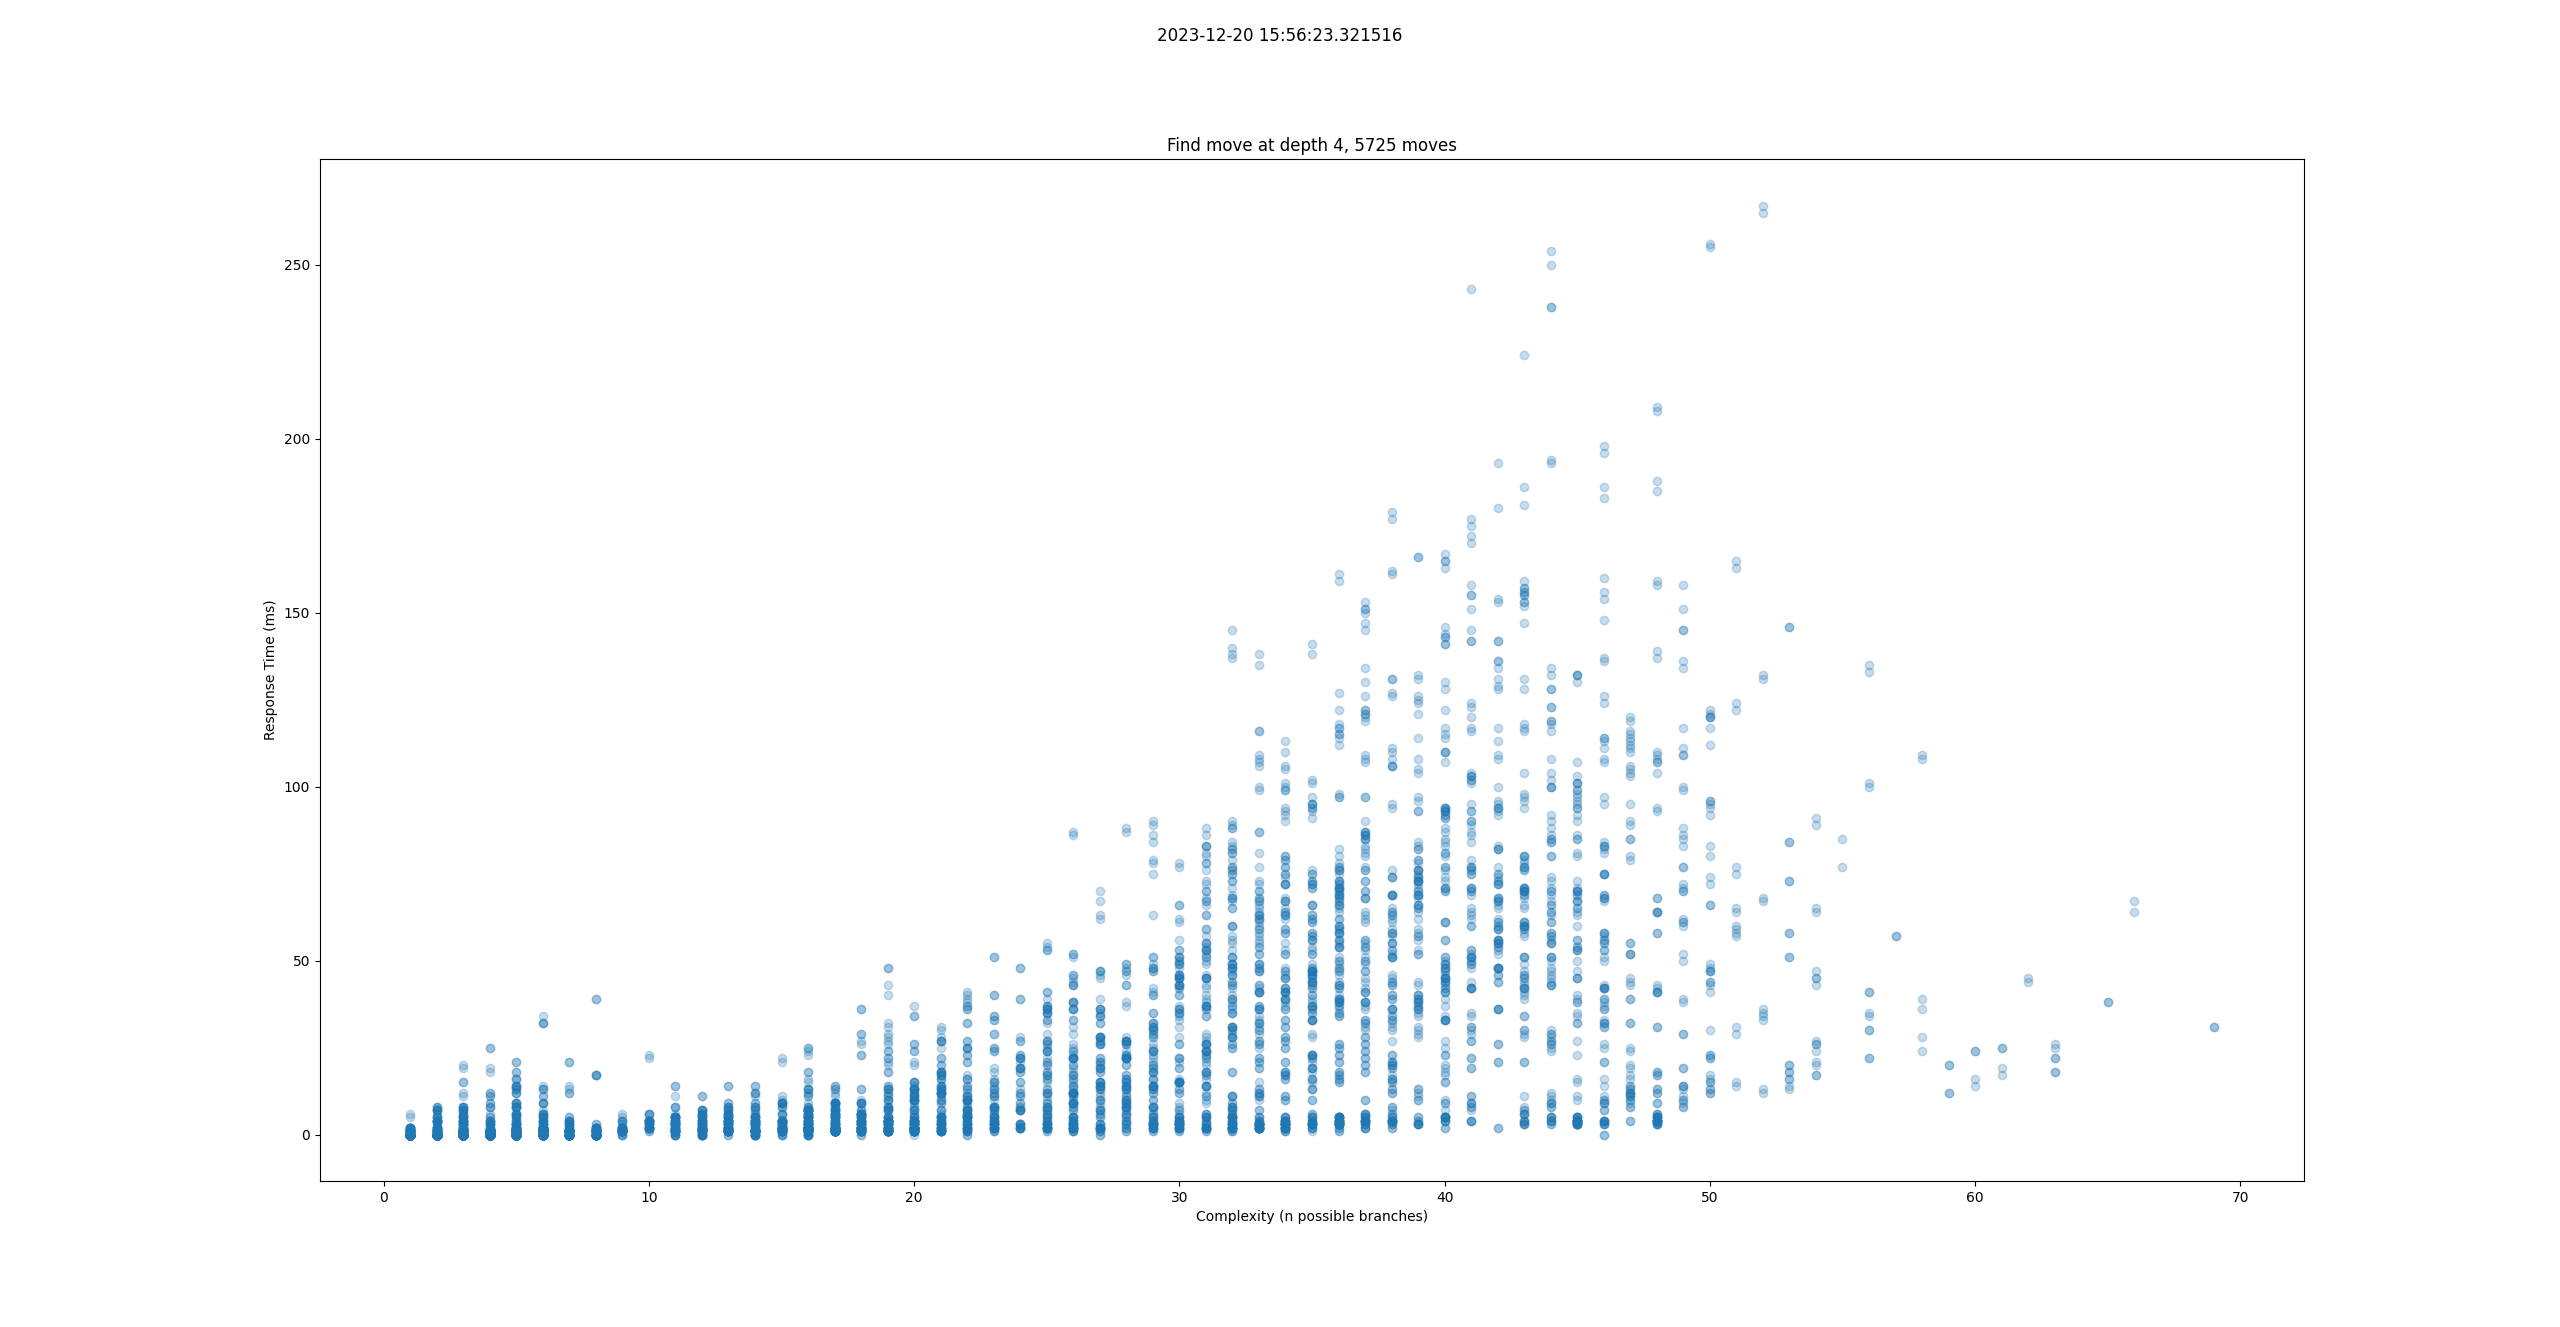 2023-12-20 15:56:23.321516
Find move at depth 4, 5725 moves
250
200
150
100
50
0
Response Time (ms)
0 10 20 30 40 50 60 70
Complexity (n possible branches)